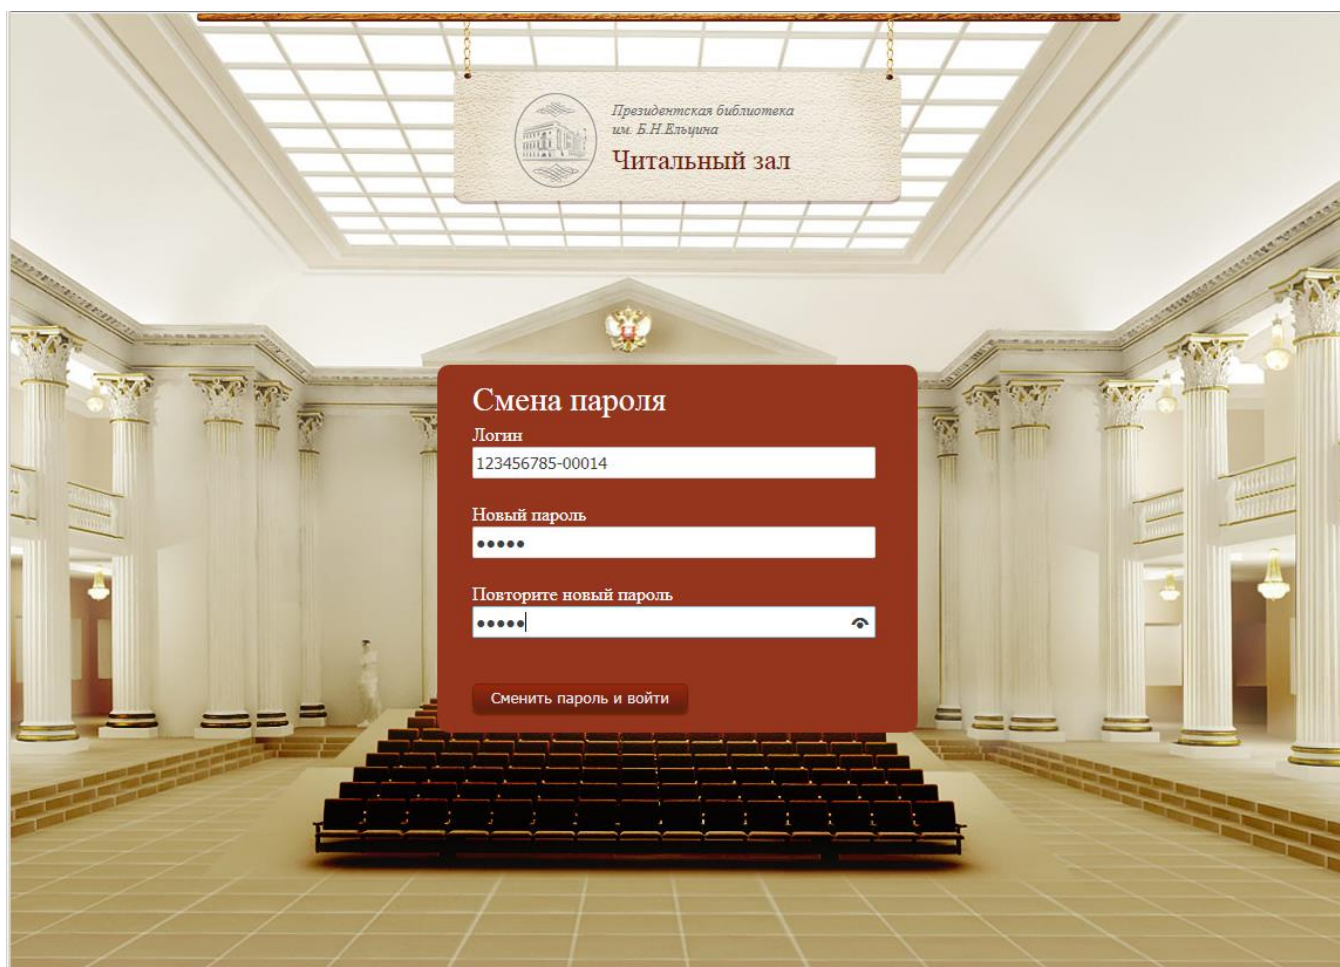 Президентская библиотека
им. Б.Н.Ельцина
Читальный зал
Смена пароля
Логин
123456785-00014
Новый пароль
•••••
Повторите новый пароль
•••••
Сменить пароль и войти